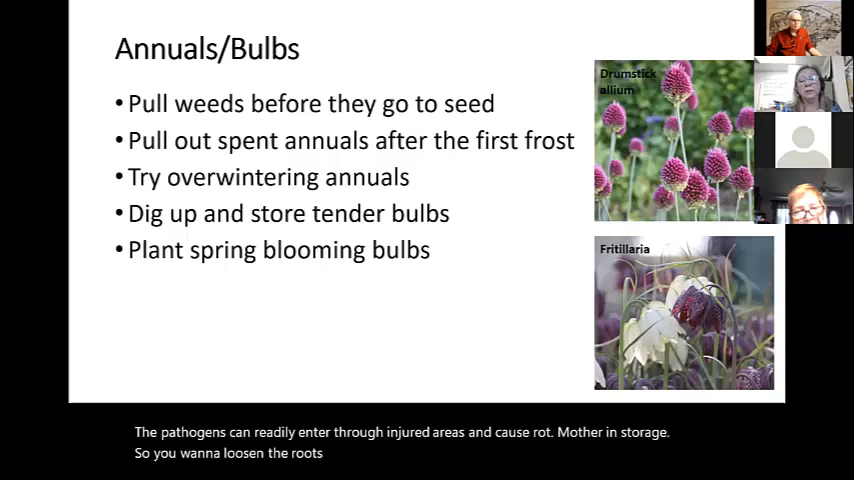 Annuals/Bulbs
• Pull weeds before they go to seed
• Pull out spent annuals after the first frost
• Try overwintering annuals
• Dig up and store tender bulbs
• Plant spring blooming bulbs
Drumstick
allium
Fritillaria
The pathogens can readily enter through injured areas and cause rot. Mother in storage.
So you wanna loosen the roots